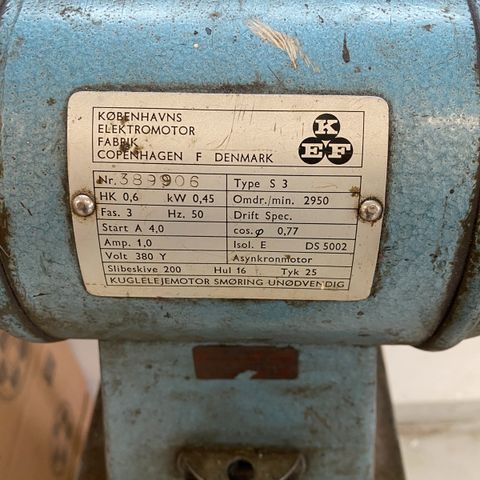 KØBENHAVNS
ELEKTROMOTOR
FABRIK
COPENHAGEN F DENMARK
K
E F
Nr. 389906 Type S 3
HK 0,6 kW 0,45 Omdr./min. 2950
Fas. 3 Hz. 50 Drift Spec.
Start A 4,0 cos. φ 0,77
Amp. 1,0 Isol. E DS 5002
Volt 380 Y Asynkronmotor
Slibeskive 200 Hul 16 Tyk 25
KUGLELEJEMOTOR SMØRING UNØDVENDIG